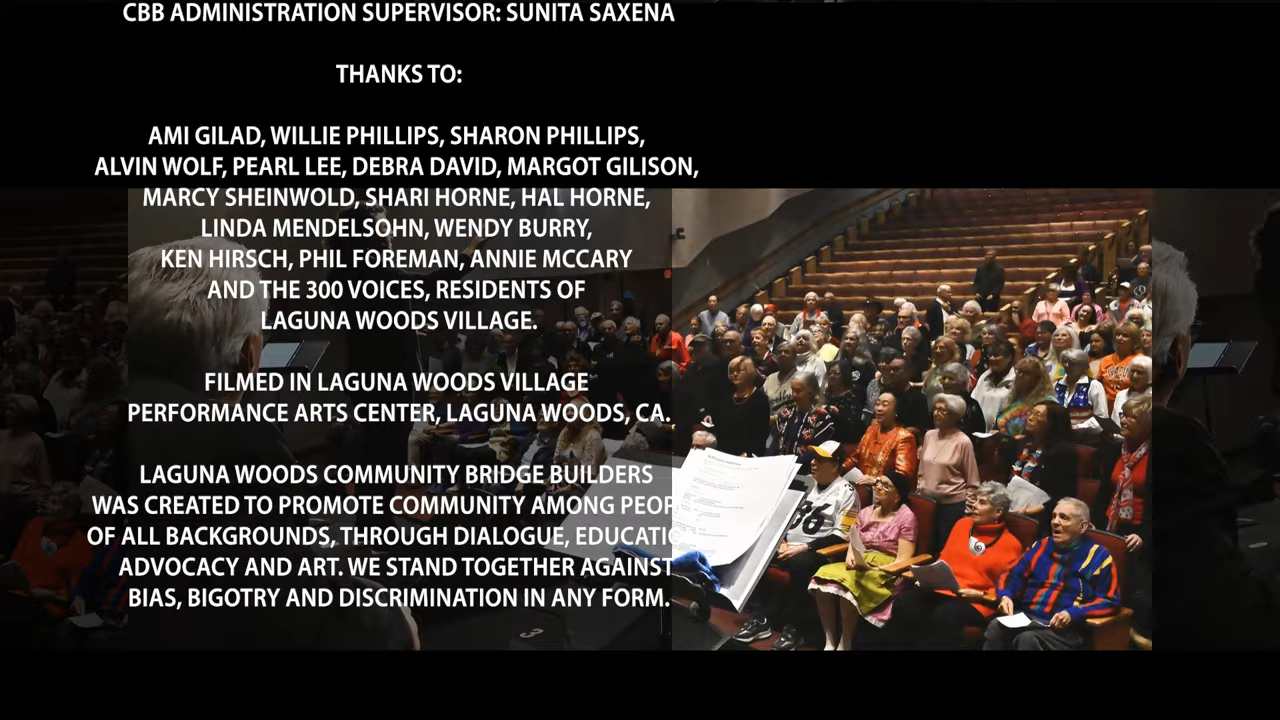 CBB ADMINISTRATION SUPERVISOR: SUNITA SAXENA
THANKS TO:
AMI GILAD, WILLIE PHILLIPS, SHARON PHILLIPS,
ALVIN WOLF, PEARL LEE, DEBRA DAVID, MARGOT GILISON,
MARCY SHEINWOLD, SHARI HORNE, HAL HORNE,
LINDA MENDELSOHN, WENDY BURRY,
KEN HIRSCH, PHIL FOREMAN, ANNIE MCCARY
AND THE 300 VOICES, RESIDENTS OF
LAGUNA WOODS VILLAGE.
FILMED IN LAGUNA WOODS VILLAGE
PERFORMANCE ARTS CENTER, LAGUNA WOODS, CA.
LAGUNA WOODS COMMUNITY BRIDGE BUILDERS
WAS CREATED TO PROMOTE COMMUNITY AMONG PEOP
OF ALL BACKGROUNDS, THROUGH DIALOGUE, EDUCATIO
ADVOCACY AND ART. WE STAND TOGETHER AGAINST
BIAS, BIGOTRY AND DISCRIMINATION IN ANY FORM.
86
3